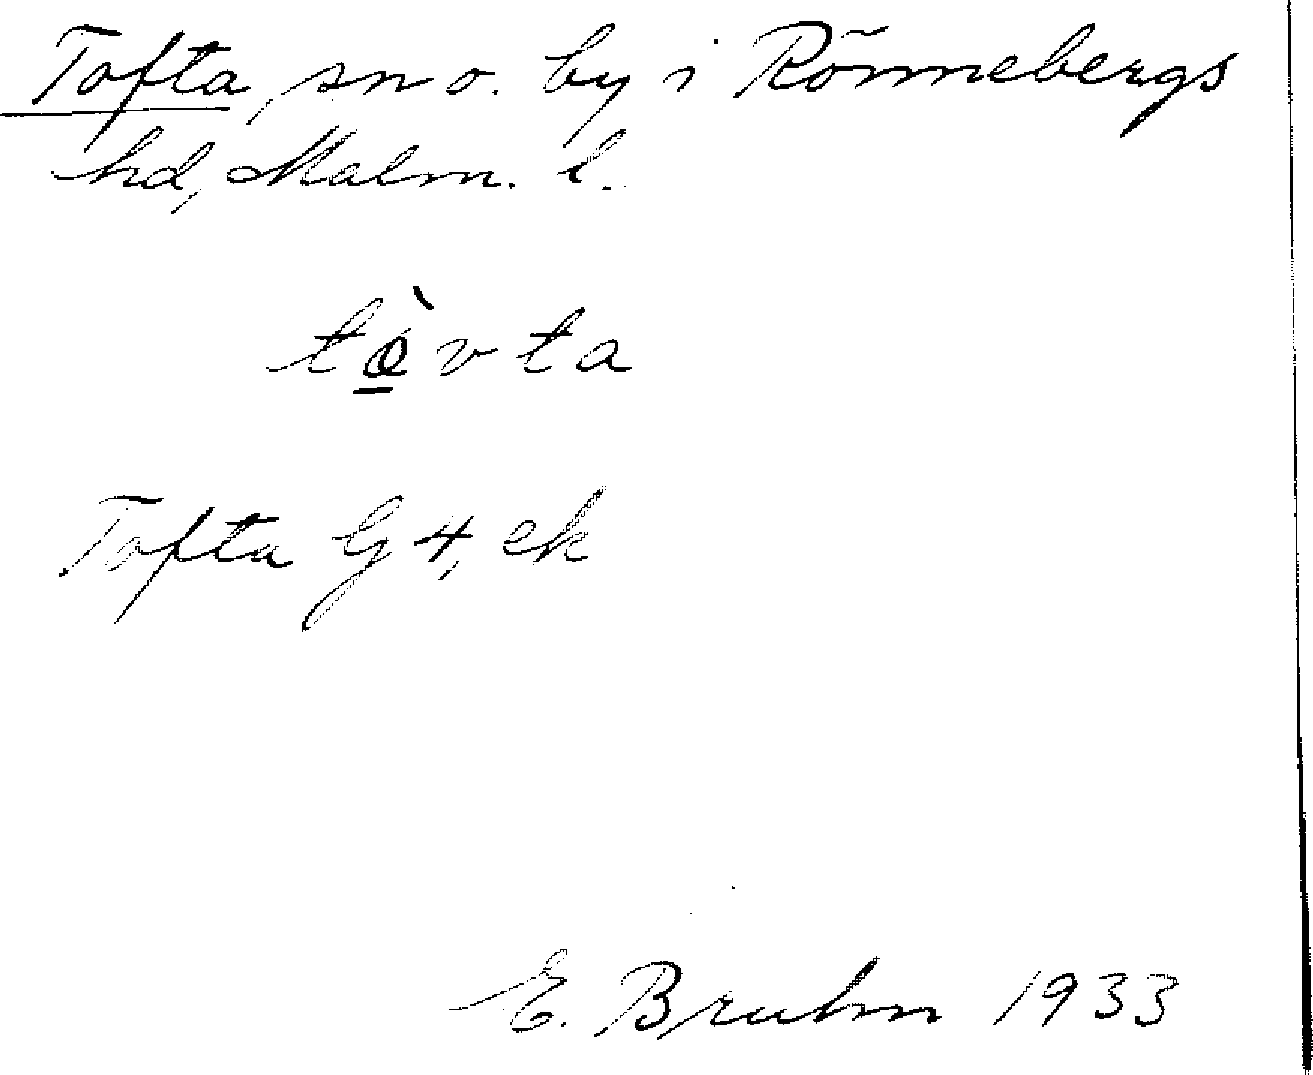 Tofta, sn o. by i Rönnebergs
hd, Malm. l.
tò̱vta
Tofta G 4, ek
E. Bruhn 1933